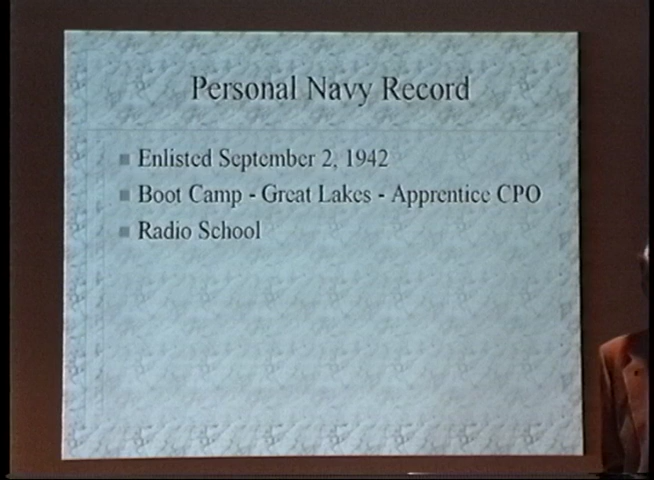 Personal Navy Record
Enlisted September 2, 1942
Boot Camp - Great Lakes - Apprentice CPO
Radio School